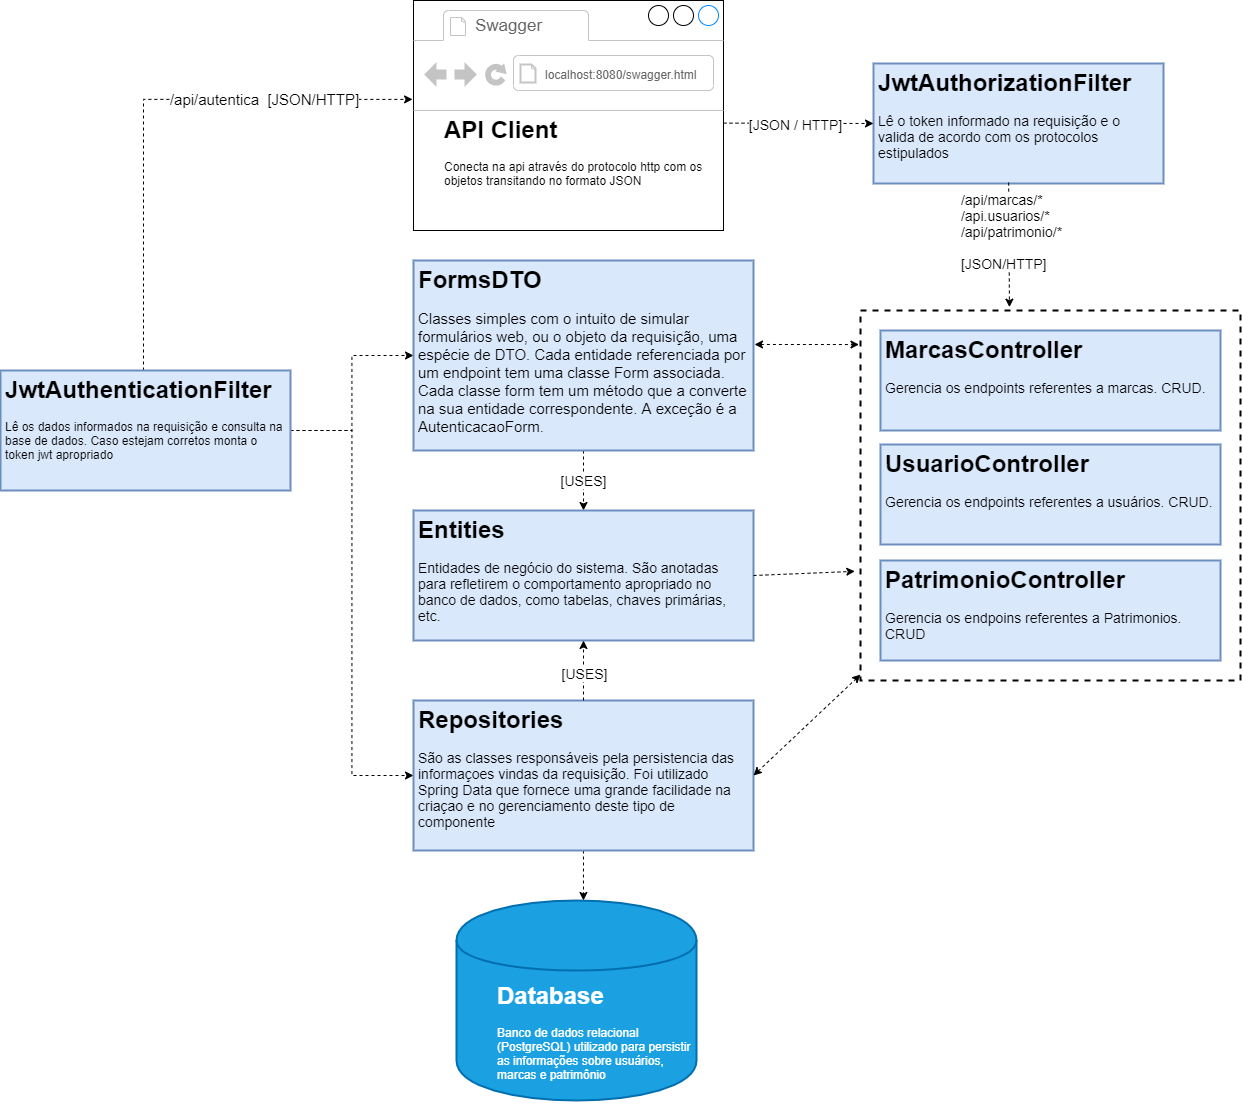 Swagger
localhost:8080/swagger.html
API Client
Conecta na api através do protocolo http com os
objetos transitando no formato JSON
/api/autentica [JSON/HTTP]
[JSON / HTTP]
JwtAuthorizationFilter
Lê o token informado na requisição e o
valida de acordo com os protocolos
estipulados
/api/marcas/*
/api.usuarios/*
/api/patrimonio/*
[JSON/HTTP]
JwtAuthenticationFilter
Lê os dados informados na requisição e consulta na
base de dados. Caso estejam corretos monta o
token jwt apropriado
FormsDTO
Classes simples com o intuito de simular
formulários web, ou o objeto da requisição, uma
espécie de DTO. Cada entidade referenciada por
um endpoint tem uma classe Form associada.
Cada classe form tem um método que a converte
na sua entidade correspondente. A exceção é a
AutenticacaoForm.
[USES]
Entities
Entidades de negócio do sistema. São anotadas
para refletirem o comportamento apropriado no
banco de dados, como tabelas, chaves primárias,
etc.
[USES]
Repositories
São as classes responsáveis pela persistencia das
informaçoes vindas da requisição. Foi utilizado
Spring Data que fornece uma grande facilidade na
criaçao e no gerenciamento deste tipo de
componente
MarcasController
Gerencia os endpoints referentes a marcas. CRUD.
UsuarioController
Gerencia os endpoints referentes a usuários. CRUD.
PatrimonioController
Gerencia os endpoins referentes a Patrimonios.
CRUD
Database
Banco de dados relacional
(PostgreSQL) utilizado para persistir
as informações sobre usuários,
marcas e patrimônio